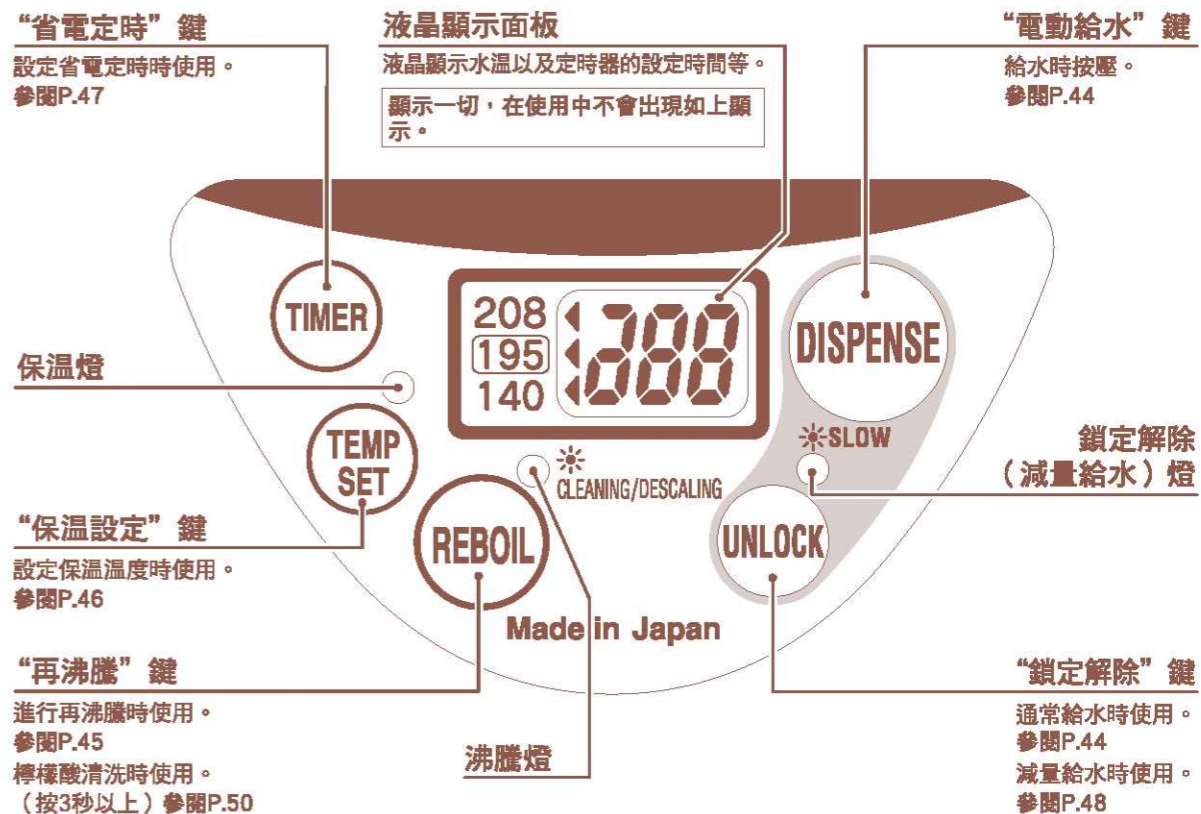 “省電定時”鍵
設定省電定時時使用。
參閱P.47
液晶顯示面板
液晶顯示水温以及定時器的設定時間等。
顯示一切，在使用中不會出現如上顯
示。
“電動給水”鍵
給水時按壓。
參閱P.44
TIMER
208
195
140
288
DISPENSE
保温燈
TEMP
SET
SLOW
CLEANING/DESCALING
鎖定解除
（減量給水）燈
REBOIL
UNLOCK
“保温設定”鍵
設定保温温度時使用。
參閱P.46
Made in Japan
“再沸騰”鍵
進行再沸騰時使用。
參閱P.45
檸檬酸清洗時使用。
（按3秒以上）參閱P.50
沸騰燈
“鎖定解除”鍵
通常給水時使用。
參閱P.44
減量給水時使用。
參閱P.48